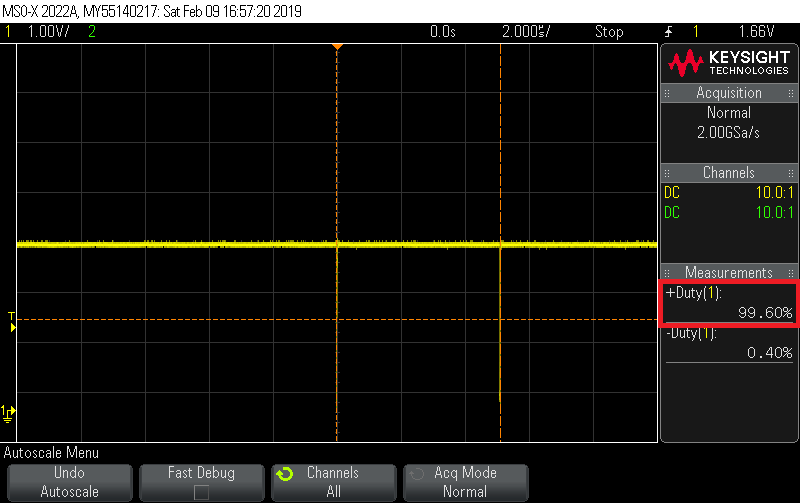 MSO-X 2022A, MY55140217: Sat Feb 09 16:57:20 2019
1 1.00V/ 2 0.0s 2.000s/ Stop 1 1.66V
KEYSIGHT
TECHNOLOGIES
Acquisition
Normal
2.00GSa/s
Channels
DC 10.0:1
DC 10.0:1
Measurements
+Duty(1):
99.60%
-Duty(1):
0.40%
T
1
Autoscale Menu
Undo
Autoscale
Fast Debug
Channels
All
Acq Mode
Normal